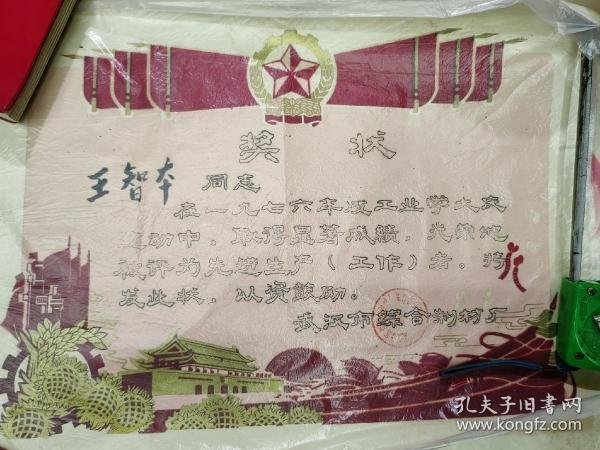 奖状
王智本 同志
在一九七六年度工业学大庆
运动中，取得显著成绩，光荣地
被评为先进生产（工作）者。特
发此状，以资鼓励。
武汉市综合制材厂
孔夫子旧书网
www.kongfz.com